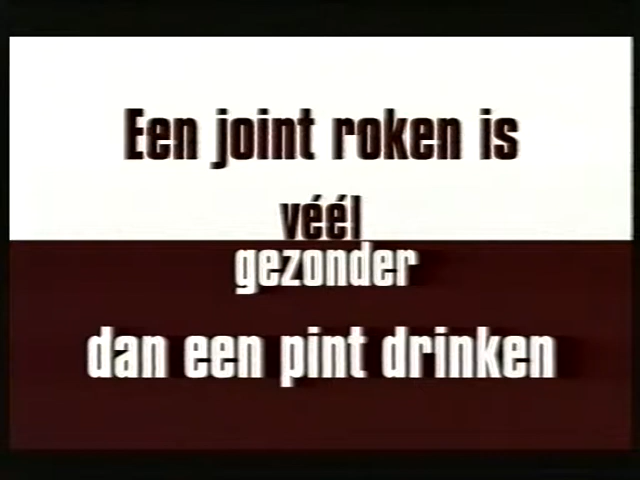 Een joint roken is
véél
gezonder
dan een pint drinken